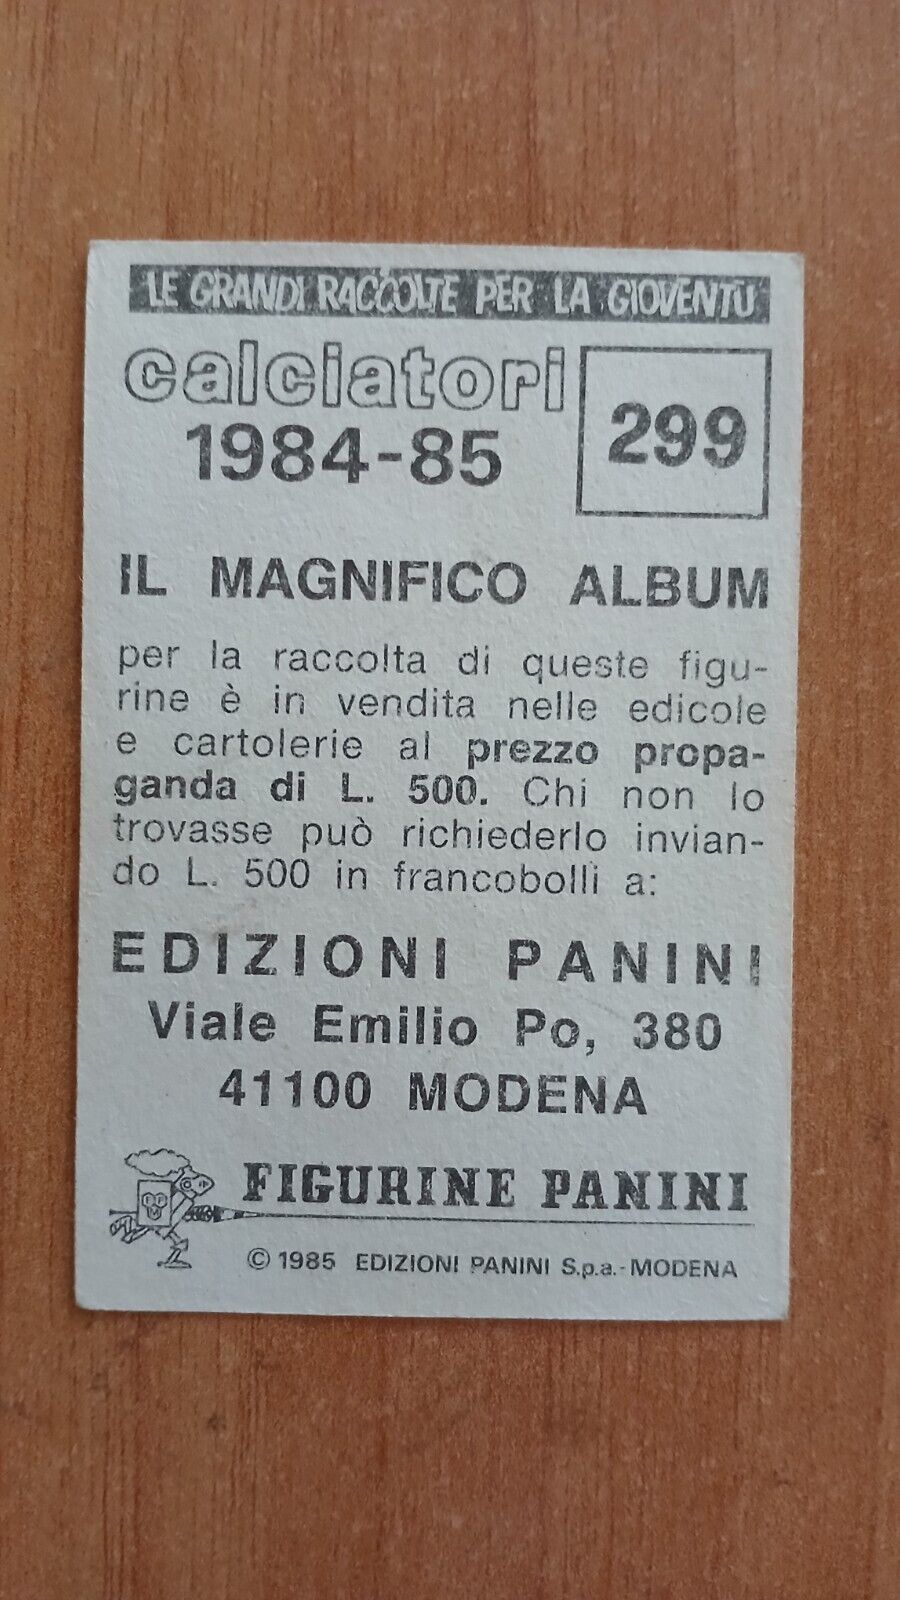 LE GRANDI RACCOLTE PER LA GIOVENTÙ
calciatori
1984-85
299
IL MAGNIFICO ALBUM
per la raccolta di queste figu-
rine è in vendita nelle edicole
e cartolerie al prezzo propa-
ganda di L. 500. Chi non lo
trovasse può richiederlo invian-
do L. 500 in francobolli a:
EDIZIONI PANINI
Viale Emilio Po, 380
41100 MODENA
FIGURINE PANINI
© 1985 EDIZIONI PANINI S.p.a.-MODENA